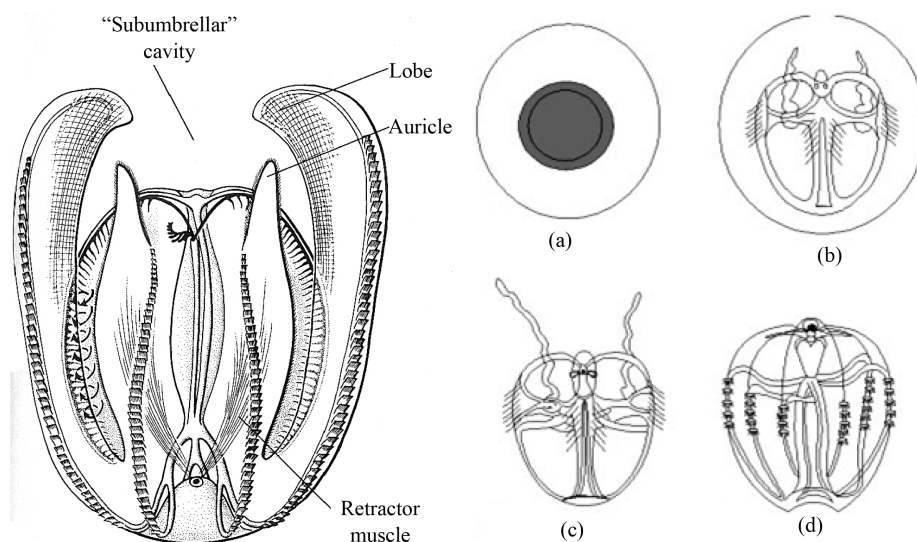 “Subumbrellar”
cavity
Lobe
Auricle
Retractor
muscle
(a)
(b)
(c)
(d)